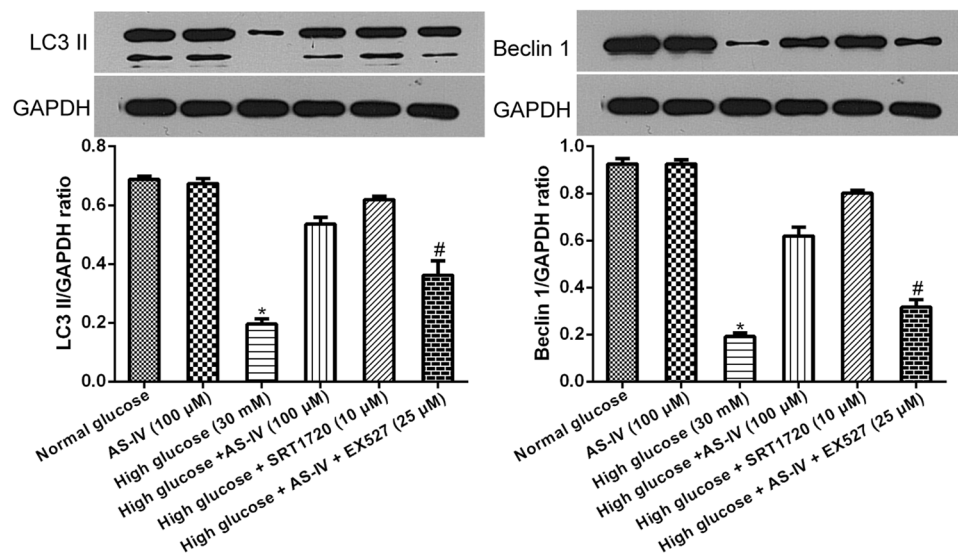 LC3 II
GAPDH
0.8
0.6
0.4
0.2
0.0
LC3 II/GAPDH ratio
*
#
Normal glucose
AS-IV (100 µM)
High glucose (30 mM)
High glucose +AS-IV (100 µM)
High glucose + SRT1720 (10 µM)
High glucose + AS-IV + EX527 (25 µM)
Beclin 1
GAPDH
1.0
0.8
0.6
0.4
0.2
0.0
Beclin 1/GAPDH ratio
*
#
Normal glucose
AS-IV (100 µM)
High glucose (30 mM)
High glucose +AS-IV (100 µM)
High glucose + SRT1720 (10 µM)
High glucose + AS-IV + EX527 (25 µM)